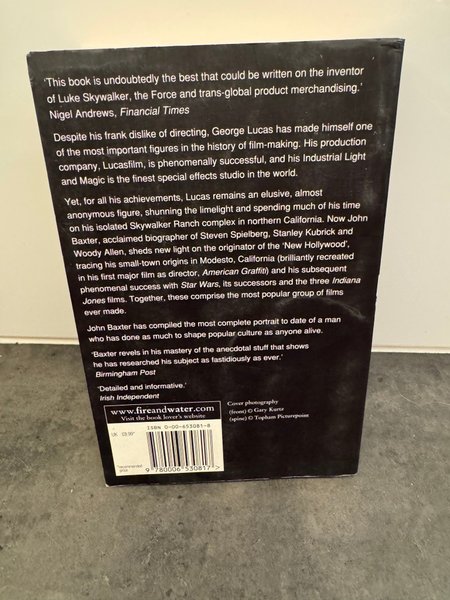 ‘This book is undoubtedly the best that could be written on the inventor
of Luke Skywalker, the Force and trans-global product merchandising.’
Nigel Andrews, Financial Times
Despite his frank dislike of directing, George Lucas has made himself one
of the most important figures in the history of film-making. His production
company, Lucasfilm, is phenomenally successful, and his Industrial Light
and Magic is the finest special effects studio in the world.
Yet, for all his achievements, Lucas remains an elusive, almost
anonymous figure, shunning the limelight and spending much of his time
on his isolated Skywalker Ranch complex in northern California. Now John
Baxter, acclaimed biographer of Steven Spielberg, Stanley Kubrick and
Woody Allen, sheds new light on the originator of the ‘New Hollywood’,
tracing his small-town origins in Modesto, California (brilliantly recreated
in his first major film as director, American Graffiti) and his subsequent
phenomenal success with Star Wars, its successors and the three Indiana
Jones films. Together, these comprise the most popular group of films
ever made.
John Baxter has compiled the most complete portrait to date of a man
who has done as much to shape popular culture as anyone alive.
‘Baxter revels in his mastery of the anecdotal stuff that shows
he has researched his subject as fastidiously as ever.’
Birmingham Post
‘Detailed and informative.’
Irish Independent
Cover photography
(front) © Gary Kurtz
(spine) © Topham Picturepoint
www.fireandwater.com
Visit the book lover's website
ISBN 0-00-653081-8
UK £8.99*
*recommended
price
9 780006 530817 >